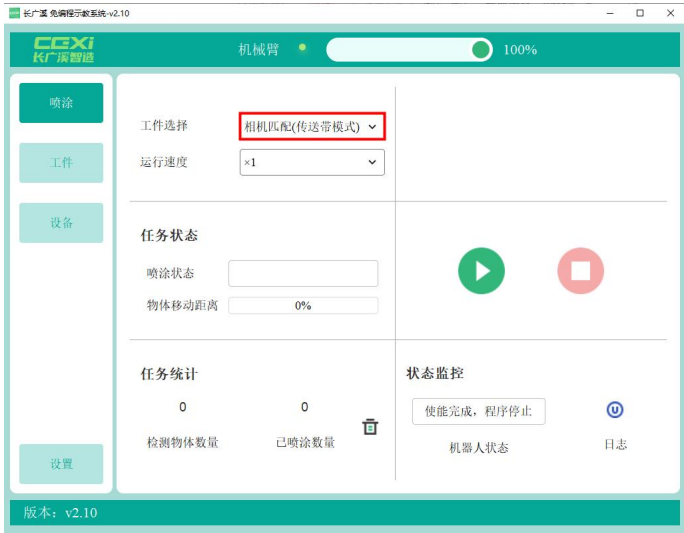 长广溪 免编程示教系统-v2.10
CGXi
长广溪智造
机械臂
100%
喷涂
工件
设备
设置
工件选择
相机匹配(传送带模式)
运行速度
×1
任务状态
喷涂状态
物体移动距离
0%
任务统计
0
0
检测物体数量
已喷涂数量
状态监控
使能完成，程序停止
机器人状态
日志
版本：v2.10